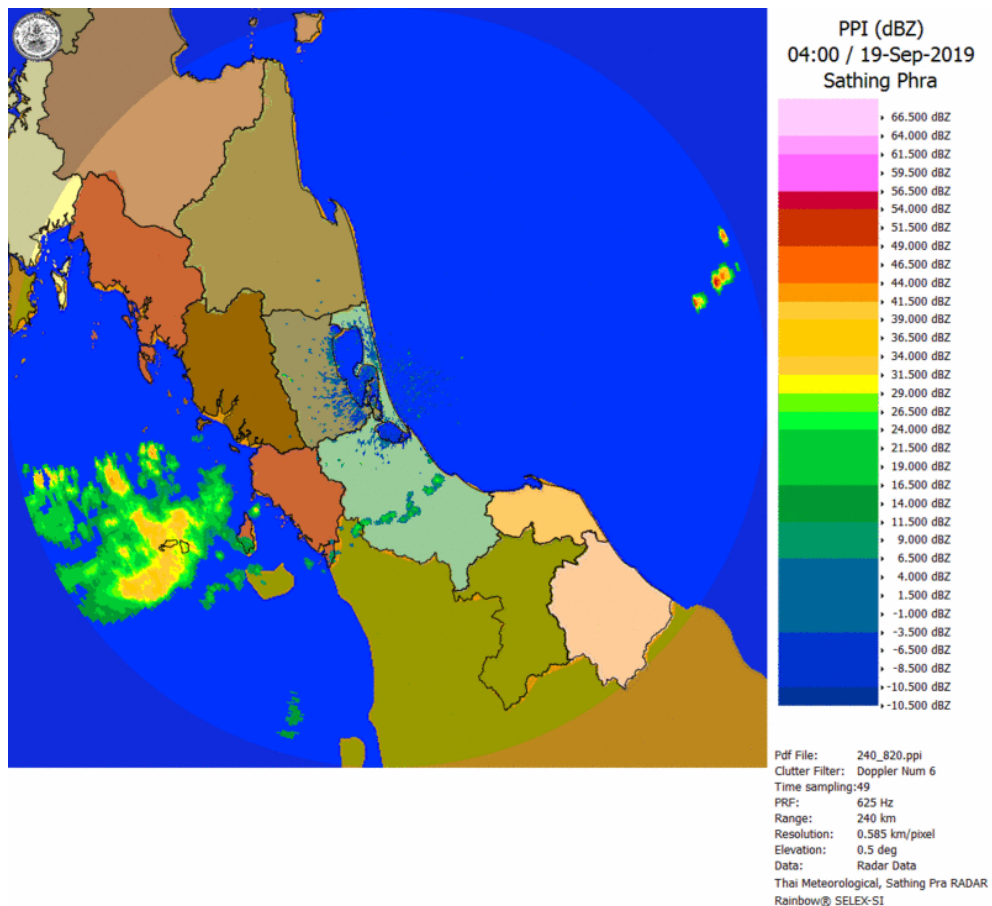 PPI (dBZ)
04:00 / 19-Sep-2019
Sathing Phra
66.500 dBZ
64.000 dBZ
61.500 dBZ
59.500 dBZ
56.500 dBZ
54.000 dBZ
51.500 dBZ
49.000 dBZ
46.500 dBZ
44.000 dBZ
41.500 dBZ
39.000 dBZ
36.500 dBZ
34.000 dBZ
31.500 dBZ
29.000 dBZ
26.500 dBZ
24.000 dBZ
21.500 dBZ
19.000 dBZ
16.500 dBZ
14.000 dBZ
11.500 dBZ
9.000 dBZ
6.500 dBZ
4.000 dBZ
1.500 dBZ
-1.000 dBZ
-3.500 dBZ
-6.500 dBZ
-8.500 dBZ
-10.500 dBZ
-10.500 dBZ
Pdf File: 240_820.ppi
Clutter Filter: Doppler Num 6
Time sampling:49
PRF: 625 Hz
Range: 240 km
Resolution: 0.585 km/pixel
Elevation: 0.5 deg
Data: Radar Data
Thai Meteorological, Sathing Pra RADAR
Rainbow® SELEX-SI